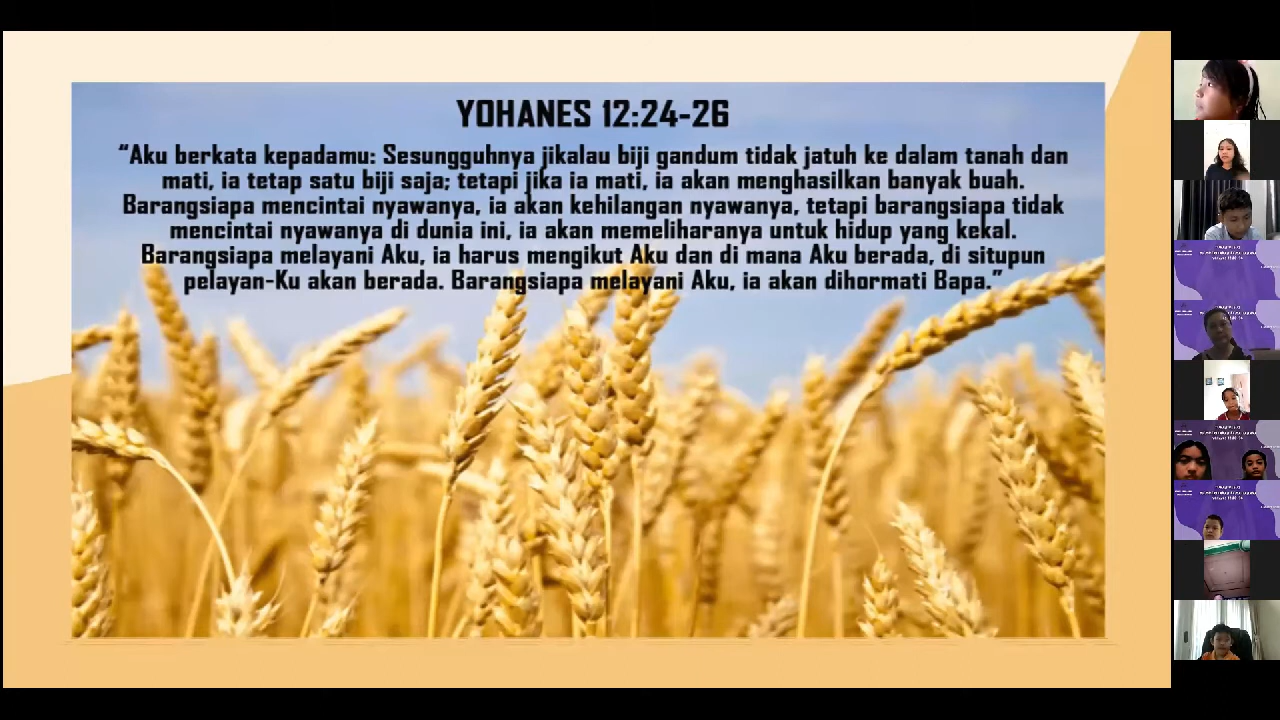 YOHANES 12:24-26
“Aku berkata kepadamu: Sesungguhnya jikalau biji gandum tidak jatuh ke dalam tanah dan
mati, ia tetap satu biji saja; tetapi jika ia mati, ia akan menghasilkan banyak buah.
Barangsiapa mencintai nyawanya, ia akan kehilangan nyawanya, tetapi barangsiapa tidak
mencintai nyawanya di dunia ini, ia akan memeliharanya untuk hidup yang kekal.
Barangsiapa melayani Aku, ia harus mengikut Aku dan di mana Aku berada, di situpun
pelayan-Ku akan berada. Barangsiapa melayani Aku, ia akan dihormati Bapa.”